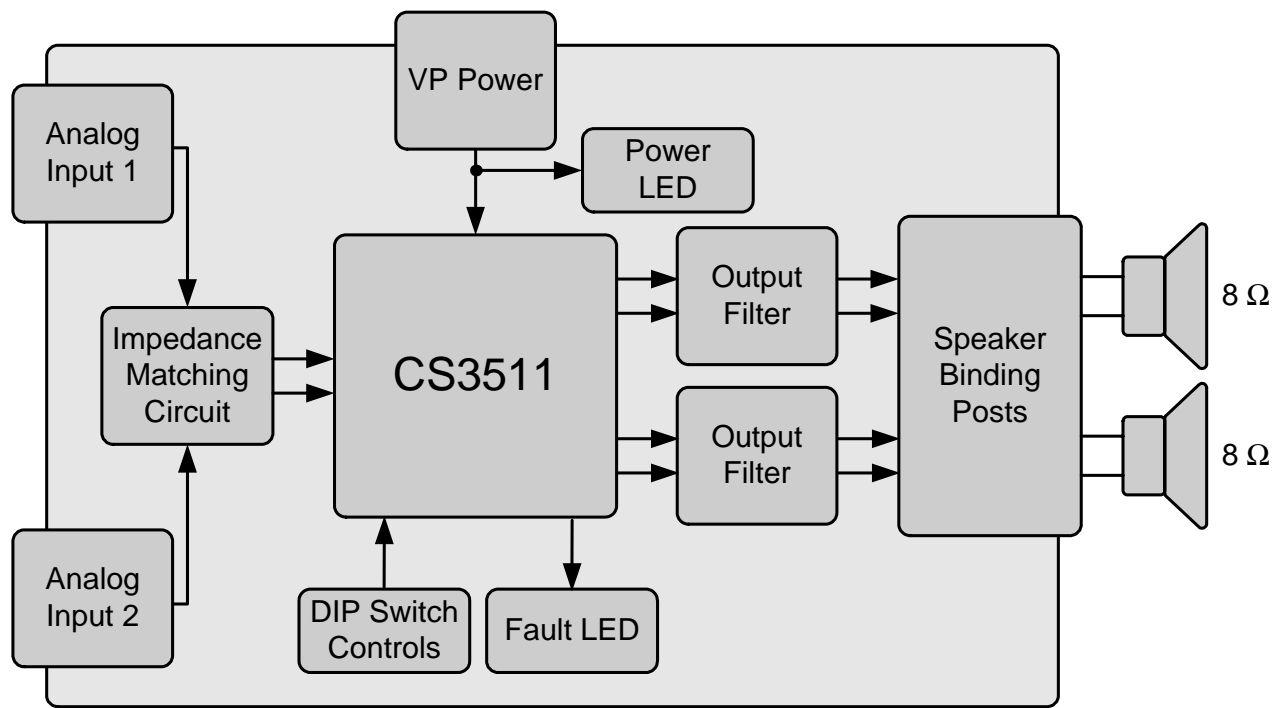 VP Power
Analog
Input 1
Power
LED
Impedance
Matching
Circuit
CS3511
Output
Filter
Output
Filter
Speaker
Binding
Posts
8 Ω
8 Ω
Analog
Input 2
DIP Switch
Controls
Fault LED